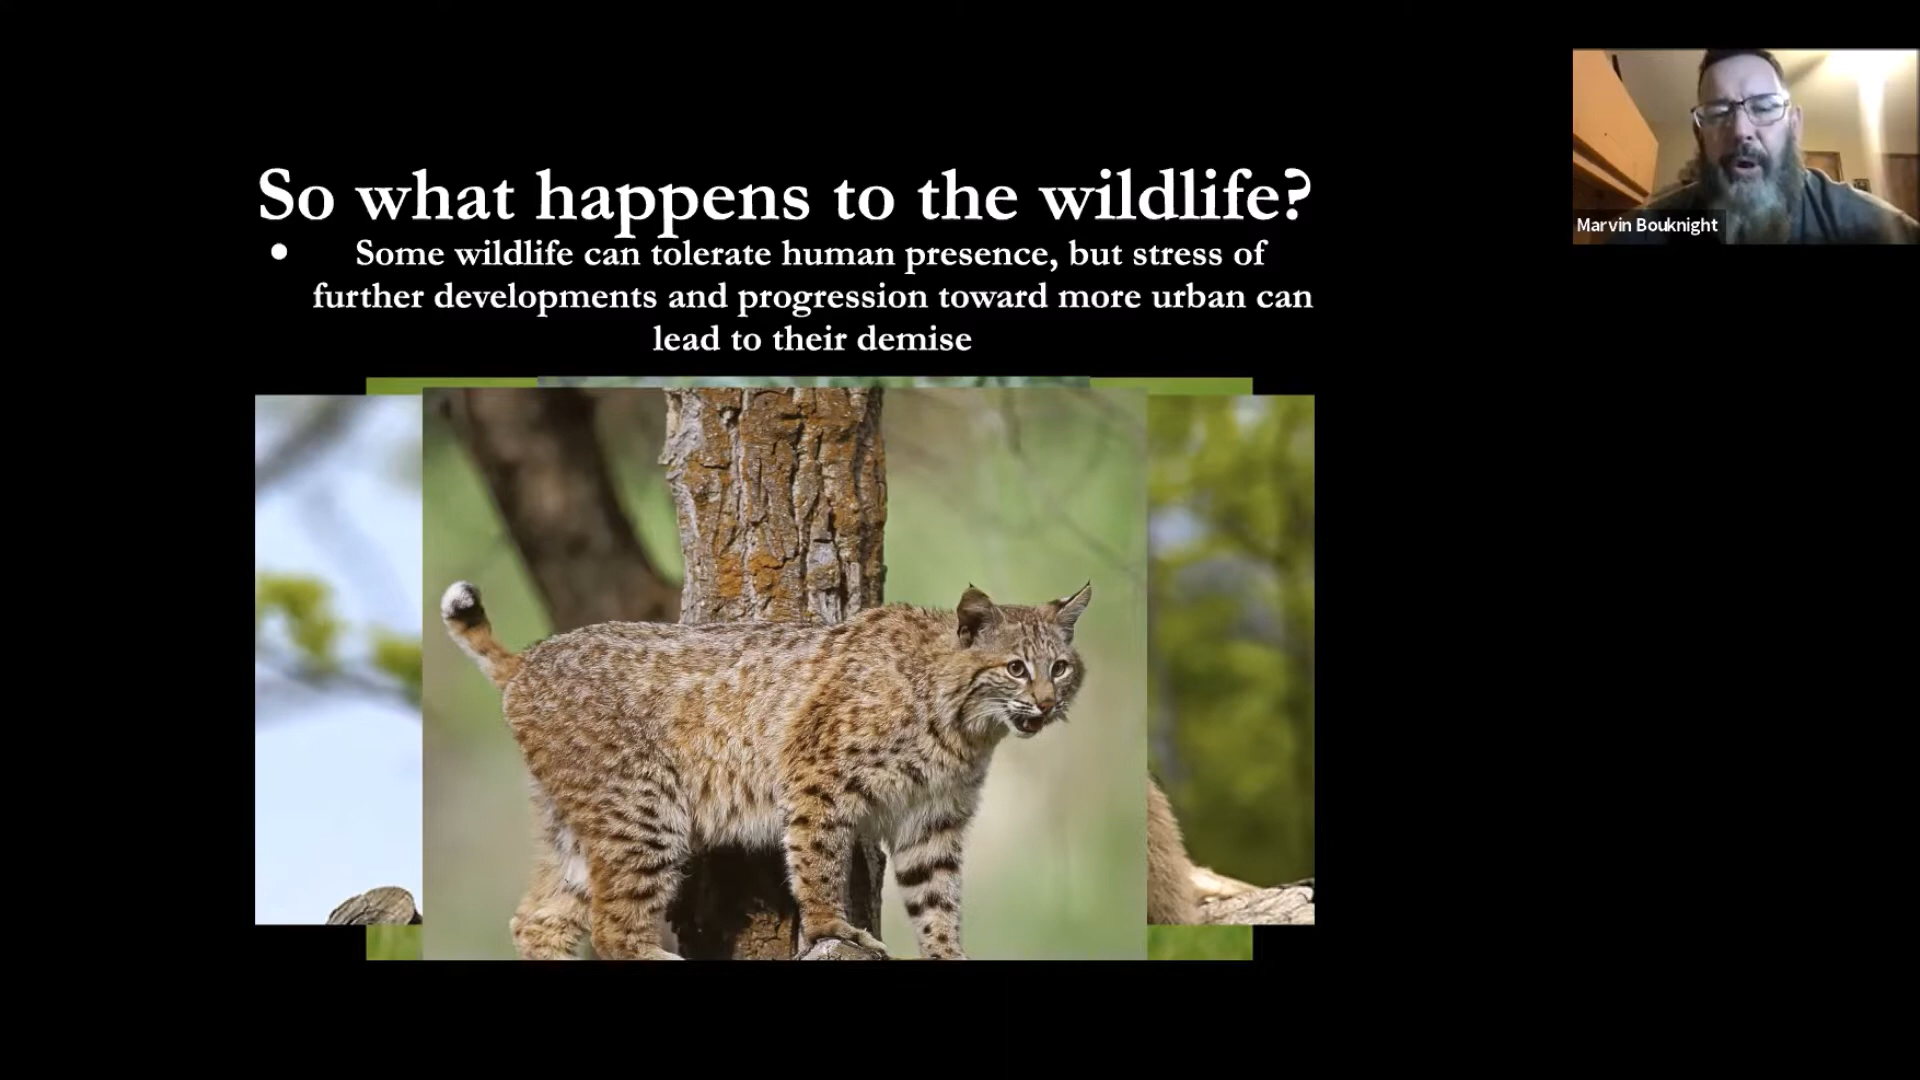 So what happens to the wildlife?
• Some wildlife can tolerate human presence, but stress of
further developments and progression toward more urban can
lead to their demise
Marvin Bouknight